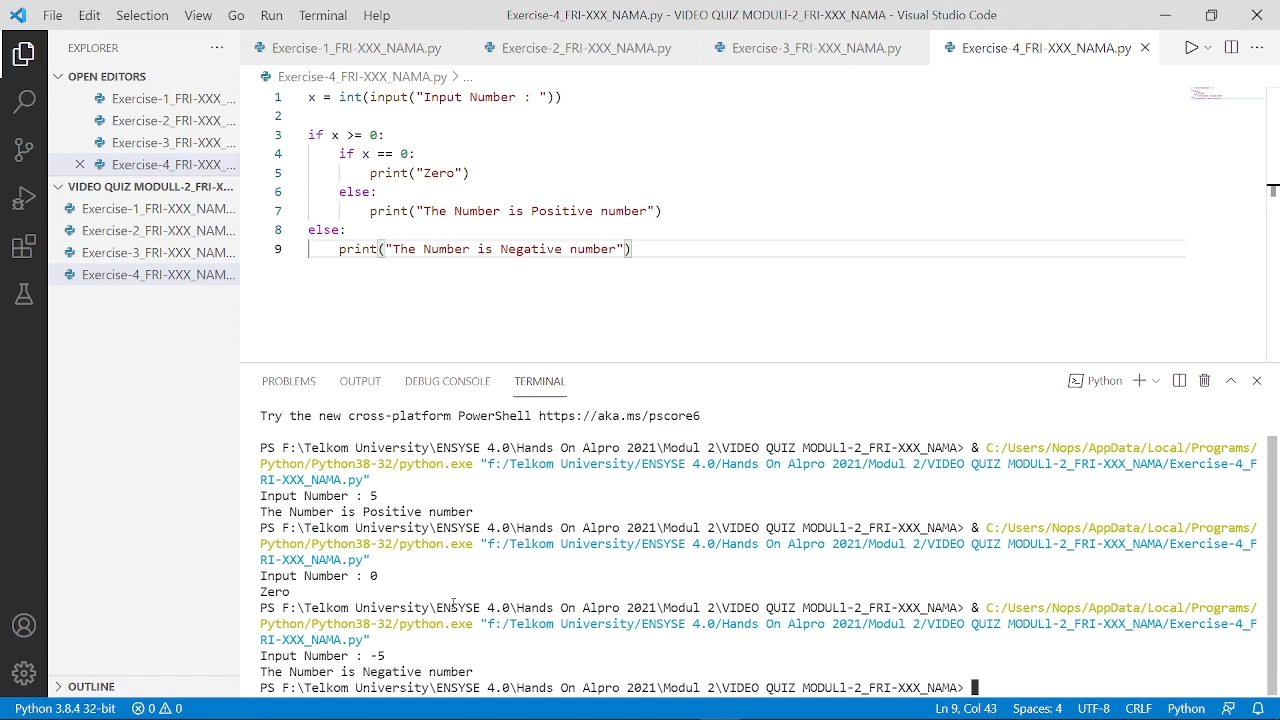 File Edit Selection View Go Run Terminal Help Exercise-4_FRI-XXX_NAMA.py - VIDEO QUIZ MODULl-2_FRI-XXX_NAMA - Visual Studio Code
EXPLORER ...
OPEN EDITORS
Exercise-1_FRI-XXX_...
Exercise-2_FRI-XXX_...
Exercise-3_FRI-XXX_...
Exercise-4_FRI-XXX_...
VIDEO QUIZ MODULL-2_FRI-X...
Exercise-1_FRI-XXX_NAM...
Exercise-2_FRI-XXX_NAM...
Exercise-3_FRI-XXX_NAM...
Exercise-4_FRI-XXX_NAM...
OUTLINE
Exercise-1_FRI-XXX_NAMA.py Exercise-2_FRI-XXX_NAMA.py Exercise-3_FRI-XXX_NAMA.py Exercise-4_FRI-XXX_NAMA.py
Exercise-4_FRI-XXX_NAMA.py > ...
1 x = int(input("Input Number : "))
2
3 if x >= 0:
4 if x == 0:
5 print("Zero")
6 else:
7 print("The Number is Positive number")
8 else:
9 print("The Number is Negative number")
PROBLEMS OUTPUT DEBUG CONSOLE TERMINAL Python
Try the new cross-platform PowerShell https://aka.ms/pscore6
PS F:\Telkom University\ENSYSE 4.0\Hands On Alpro 2021\Modul 2\VIDEO QUIZ MODULl-2_FRI-XXX_NAMA> & C:/Users/Nops/AppData/Local/Programs/
Python/Python38-32/python.exe "f:/Telkom University/ENSYSE 4.0/Hands On Alpro 2021/Modul 2/VIDEO QUIZ MODULl-2_FRI-XXX_NAMA/Exercise-4_F
RI-XXX_NAMA.py"
Input Number : 5
The Number is Positive number
PS F:\Telkom University\ENSYSE 4.0\Hands On Alpro 2021\Modul 2\VIDEO QUIZ MODULl-2_FRI-XXX_NAMA> & C:/Users/Nops/AppData/Local/Programs/
Python/Python38-32/python.exe "f:/Telkom University/ENSYSE 4.0/Hands On Alpro 2021/Modul 2/VIDEO QUIZ MODULl-2_FRI-XXX_NAMA/Exercise-4_F
RI-XXX_NAMA.py"
Input Number : 0
Zero
PS F:\Telkom University\ENSYSE 4.0\Hands On Alpro 2021\Modul 2\VIDEO QUIZ MODULl-2_FRI-XXX_NAMA> & C:/Users/Nops/AppData/Local/Programs/
Python/Python38-32/python.exe "f:/Telkom University/ENSYSE 4.0/Hands On Alpro 2021/Modul 2/VIDEO QUIZ MODULl-2_FRI-XXX_NAMA/Exercise-4_F
RI-XXX_NAMA.py"
Input Number : -5
The Number is Negative number
PS F:\Telkom University\ENSYSE 4.0\Hands On Alpro 2021\Modul 2\VIDEO QUIZ MODULl-2_FRI-XXX_NAMA>
Python 3.8.4 32-bit 0 0 Ln 9, Col 43 Spaces: 4 UTF-8 CRLF Python